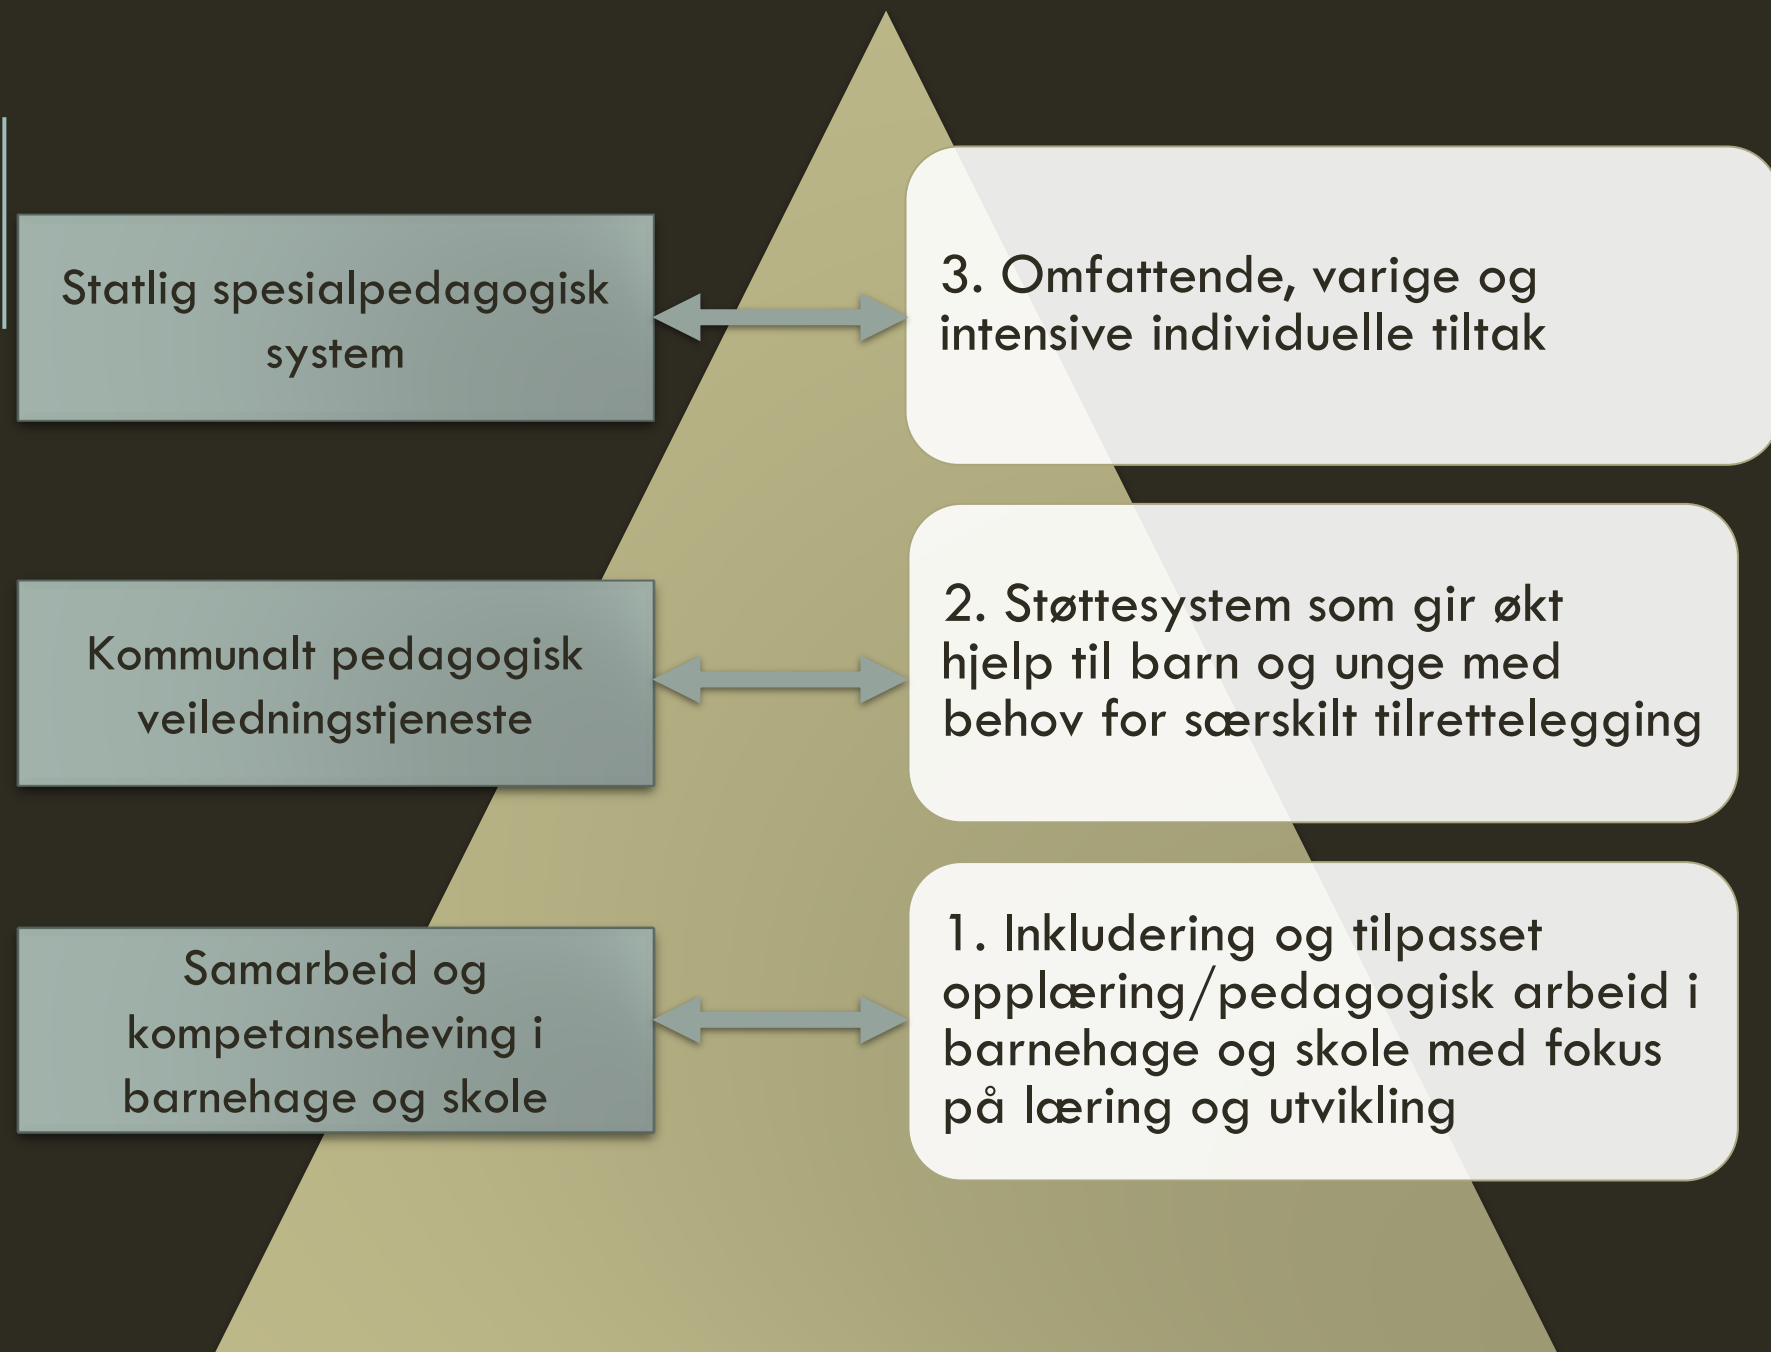 Statlig spesialpedagogisk
system
3. Omfattende, varige og
intensive individuelle tiltak
Kommunalt pedagogisk
veiledningstjeneste
2. Støttesystem som gir økt
hjelp til barn og unge med
behov for særskilt tilrettelegging
Samarbeid og
kompetanseheving i
barnehage og skole
1. Inkludering og tilpasset
opplæring/pedagogisk arbeid i
barnehage og skole med fokus
på læring og utvikling